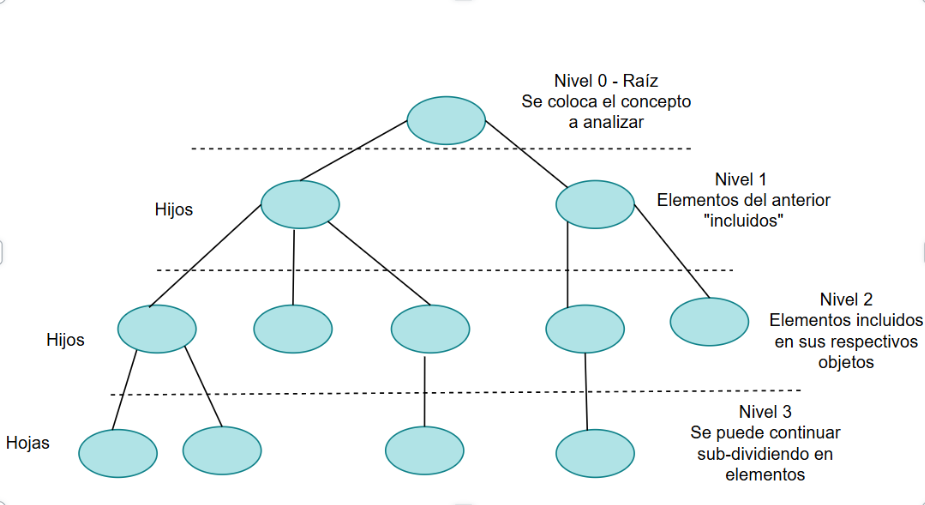 Nivel 0 - Raíz
Se coloca el concepto
a analizar
Nivel 1
Elementos del anterior
"incluidos"
Hijos
Nivel 2
Elementos incluidos
en sus respectivos
objetos
Hijos
Nivel 3
Se puede continuar
sub-dividiendo en
elementos
Hojas